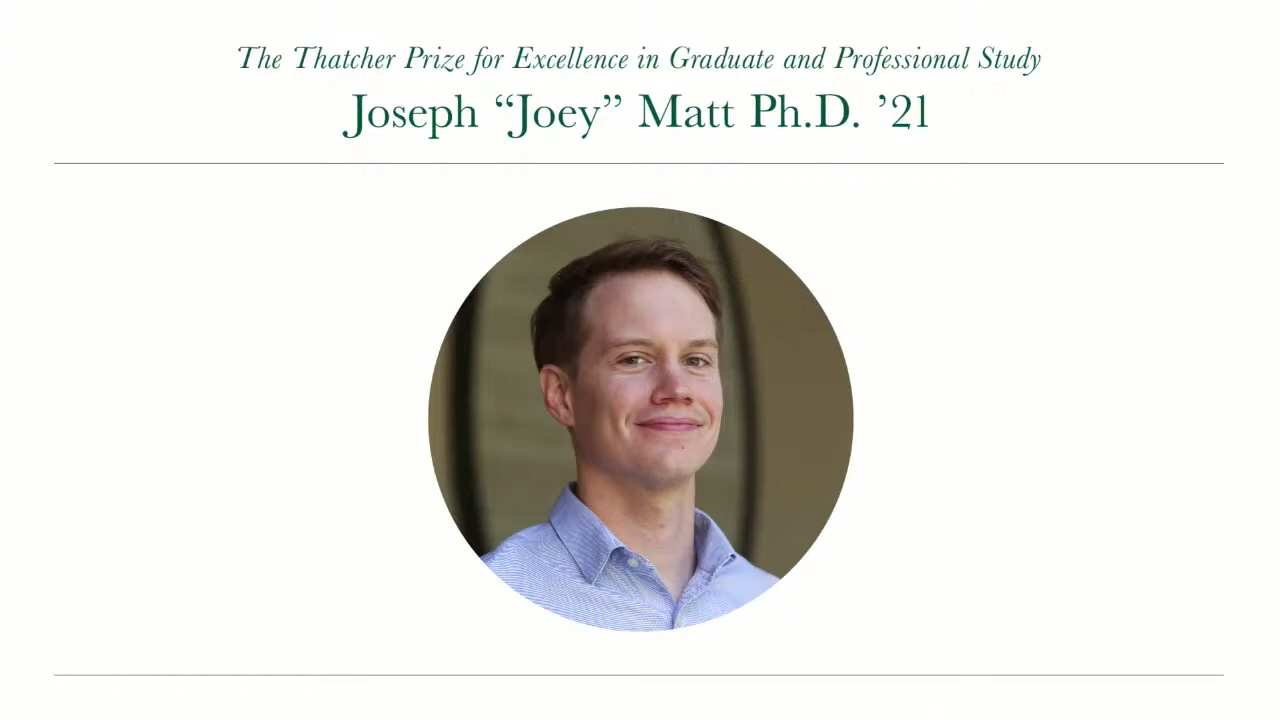 The Thatcher Prize for Excellence in Graduate and Professional Study
Joseph “Joey” Matt Ph.D. ’21